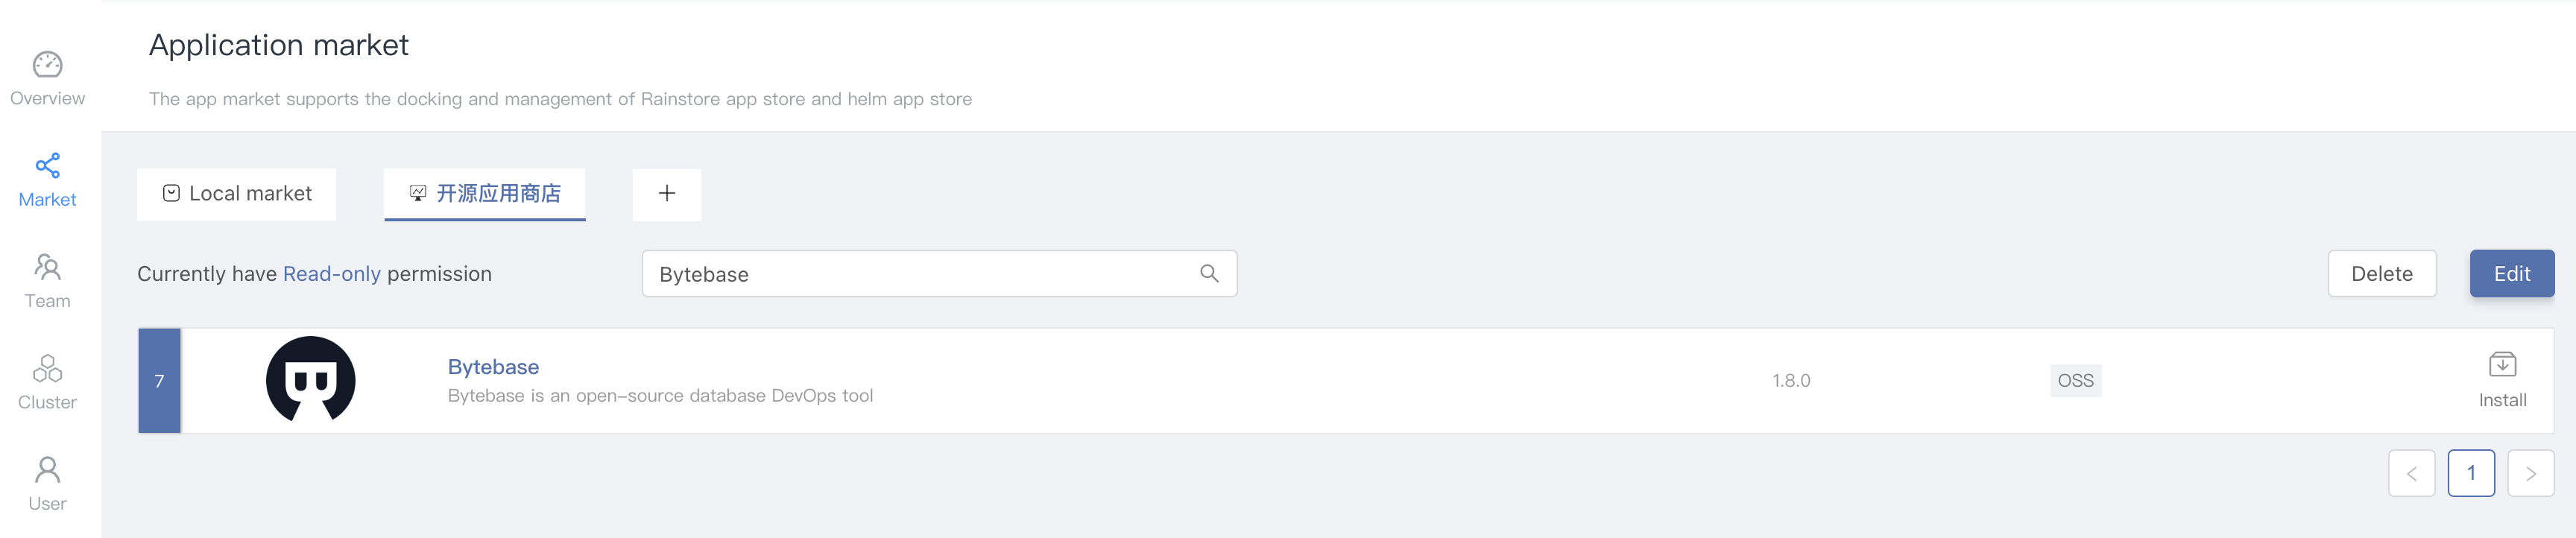 Application market
The app market supports the docking and management of Rainstore app store and helm app store
Overview
Market
Team
Cluster
User
Local market
开源应用商店
+
Currently have Read-only permission
Bytebase
Delete
Edit
7
Bytebase
Bytebase is an open-source database DevOps tool
1.8.0
OSS
Install
< 1 >